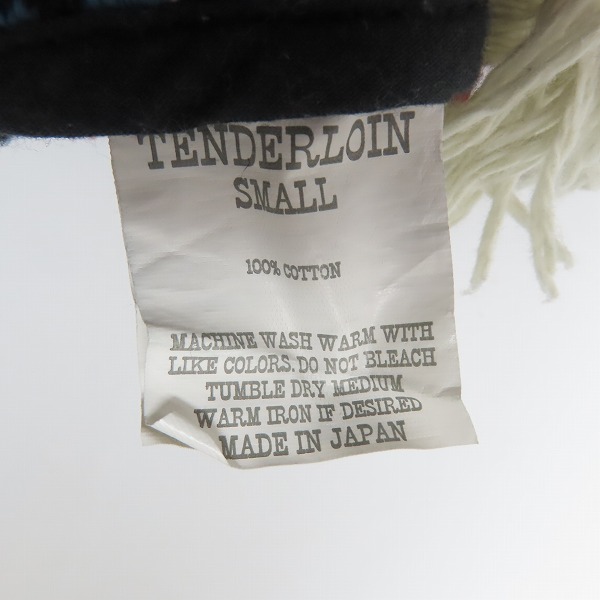 TENDERLOIN
SMALL
100% COTTON
MACHINE WASH WARM WITH
LIKE COLORS. DO NOT BLEACH
TUMBLE DRY MEDIUM
WARM IRON IF DESIRED
MADE IN JAPAN